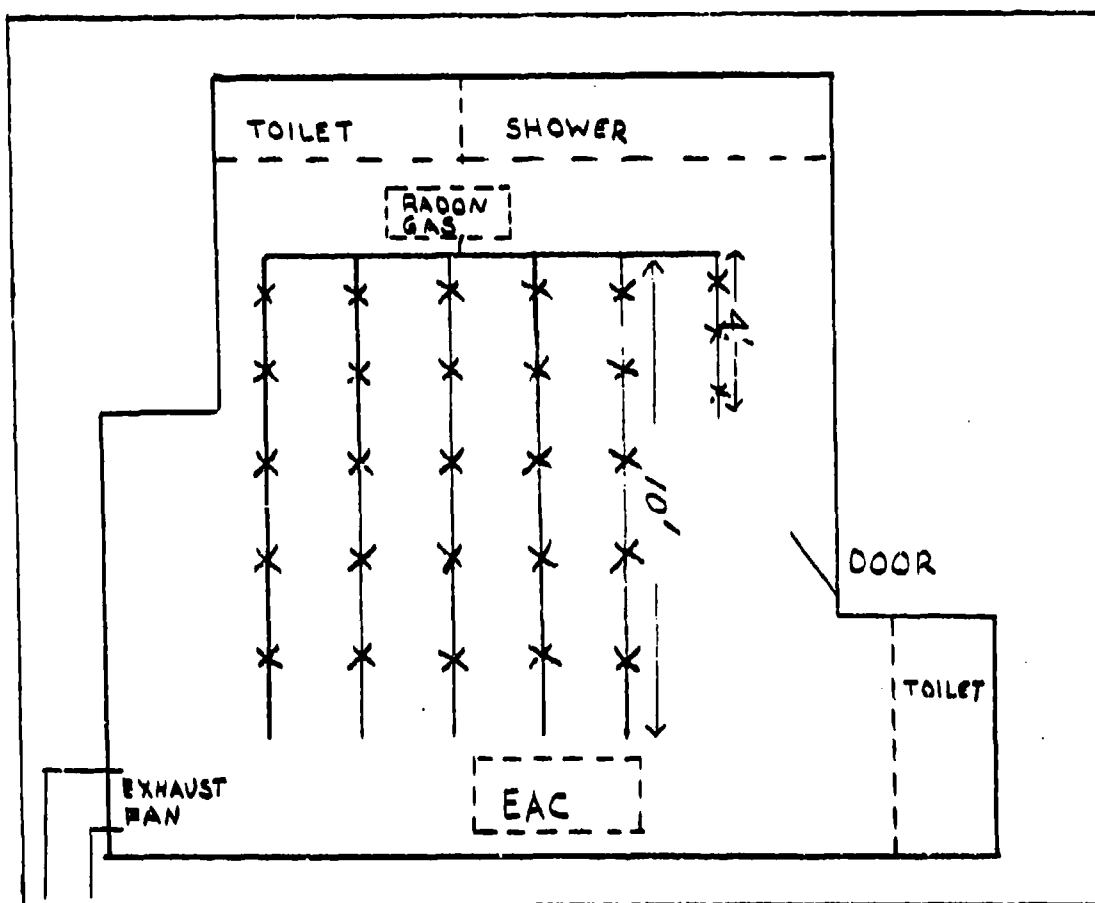 TOILET
SHOWER
RADON
GAS
4'
10'
DOOR
TOILET
EXHAUST
FAN
EAC